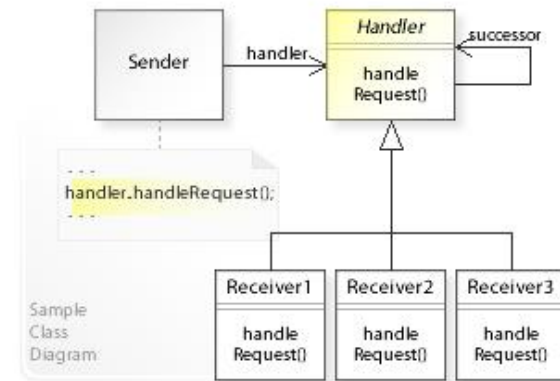 Sender
handler
Handler
successor
handle
Request()
- - -
handler.handleRequest();
- - -
Sample
Class
Diagram
Receiver1
handle
Request()
Receiver2
handle
Request()
Receiver3
handle
Request()